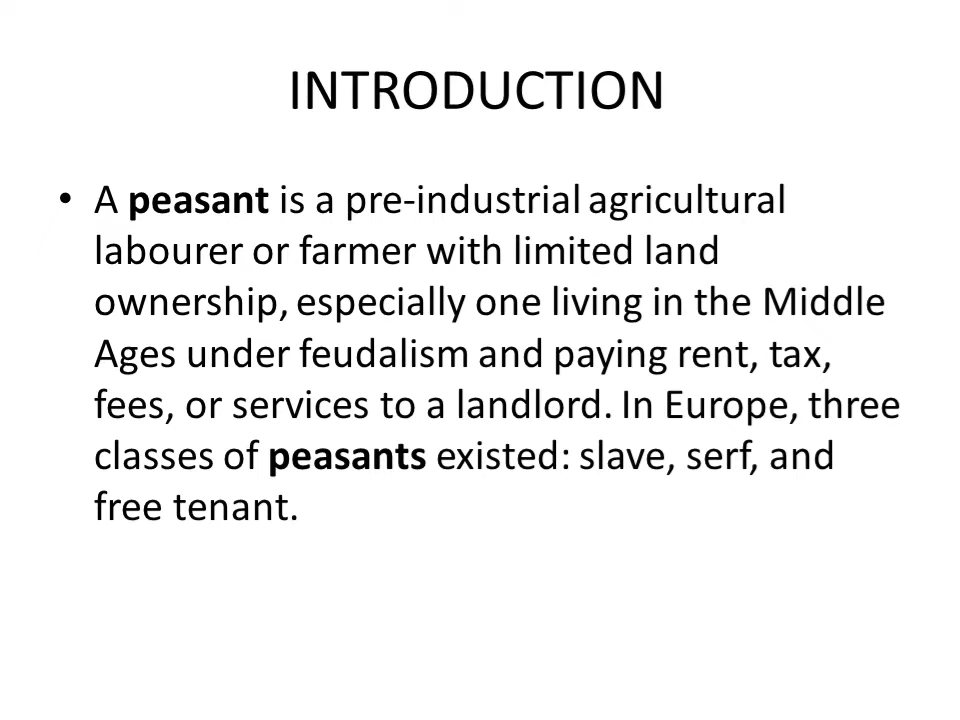 INTRODUCTION
• A peasant is a pre-industrial agricultural
labourer or farmer with limited land
ownership, especially one living in the Middle
Ages under feudalism and paying rent, tax,
fees, or services to a landlord. In Europe, three
classes of peasants existed: slave, serf, and
free tenant.